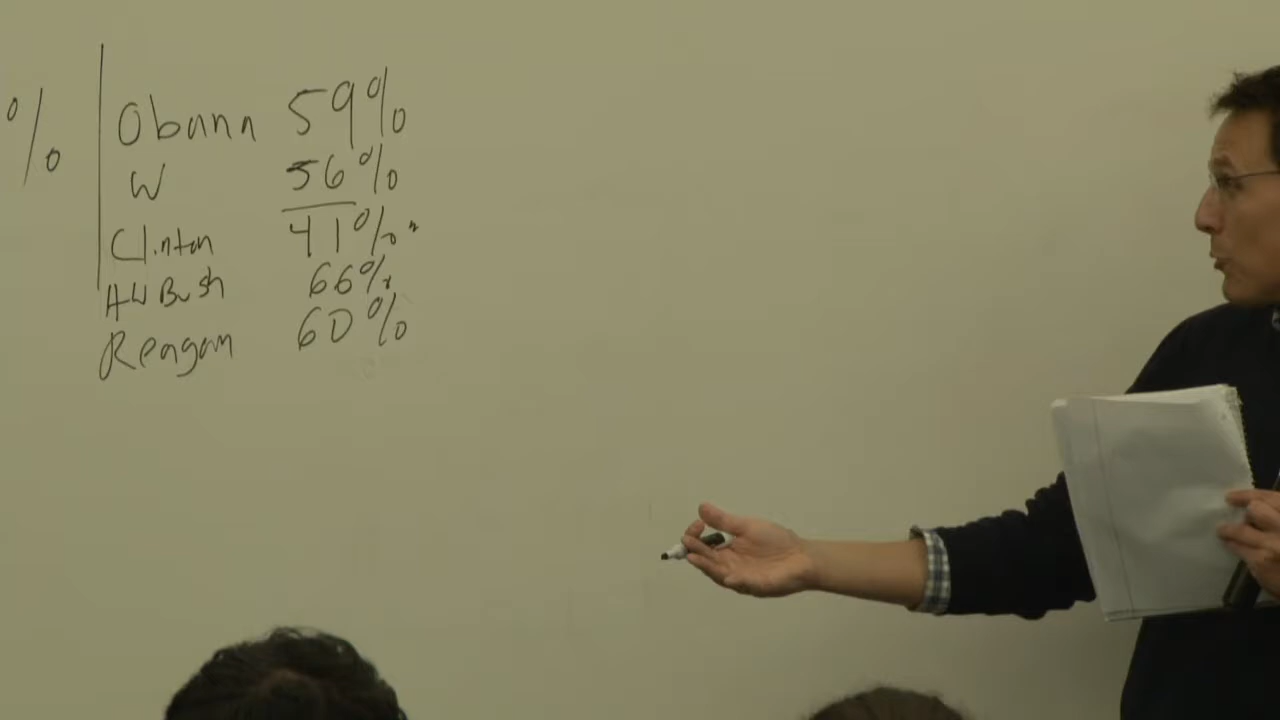 %
Obama 59%
W 56%
Clinton 41%
HW Bush 66%
Reagan 60%